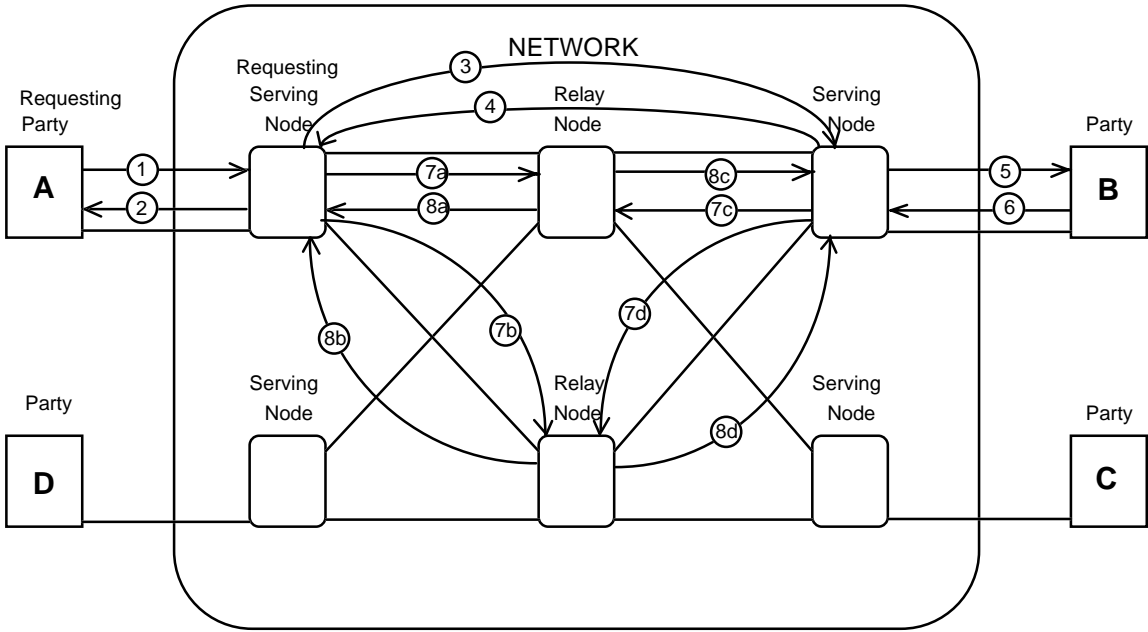 NETWORK
3
Requesting
Serving
Node
4
Relay
Node
Serving
Node
Requesting
Party
Party
A
1
2
7a
8a
8c
7c
5
6
B
8b
7b
7d
8d
Party
D
Serving
Node
Relay
Node
Serving
Node
Party
C